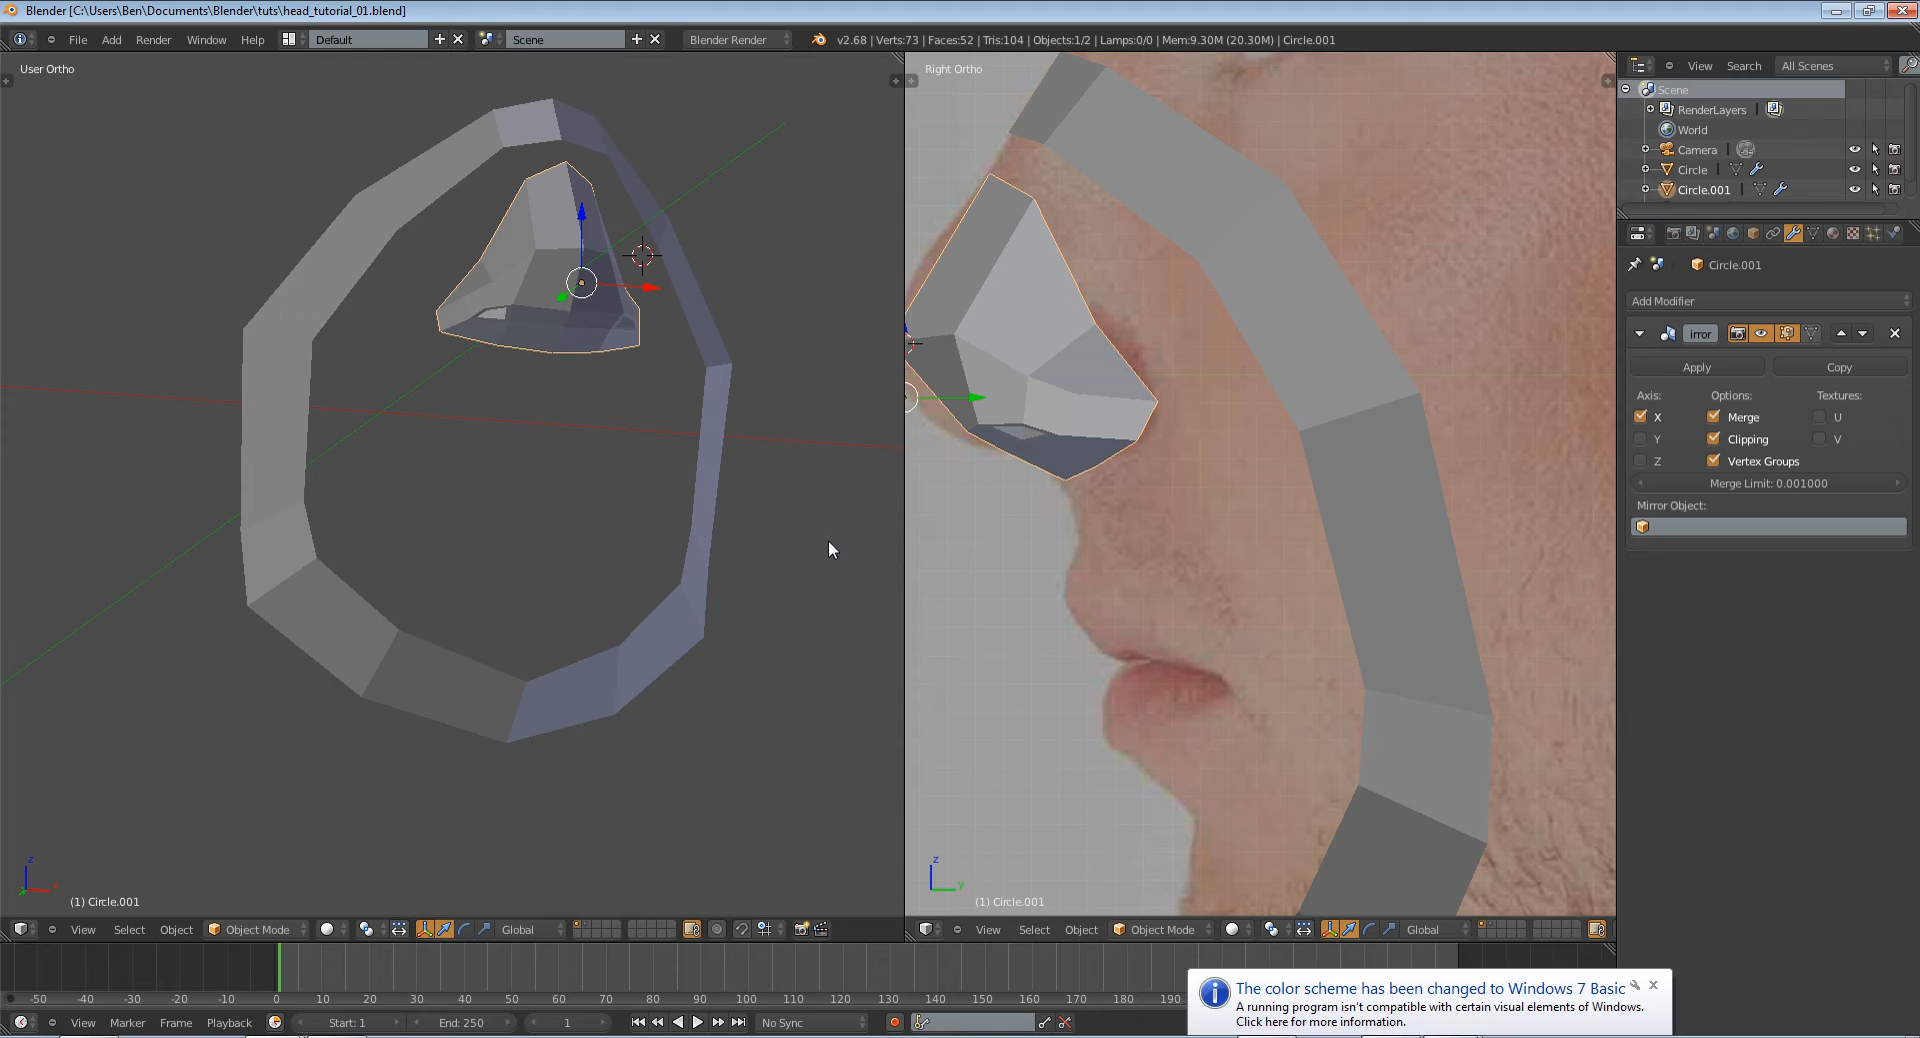 Blender [C:\Users\Ben\Documents\Blender\tuts\head_tutorial_01.blend]
File Add Render Window Help Default Scene Blender Render v2.68 | Verts:73 | Faces:52 | Tris:104 | Objects:1/2 | Lamps:0/0 | Mem:9.30M (20.30M) | Circle.001
User Ortho
Right Ortho
View Search All Scenes
Scene
RenderLayers
World
Camera
Circle
Circle.001
Circle.001
Add Modifier
irror
Apply Copy
Axis: Options: Textures:
X Merge U
Y Clipping V
Z Vertex Groups
Merge Limit: 0.001000
Mirror Object:
z
x
(1) Circle.001
z
y
(1) Circle.001
View Select Object Object Mode Global
View Select Object Object Mode Global
-50 -40 -30 -20 -10 0 10 20 30 40 50 60 70 80 90 100 110 120 130 140 150 160 170 180 190
View Marker Frame Playback Start: 1 End: 250 1 No Sync
The color scheme has been changed to Windows 7 Basic
A running program isn't compatible with certain visual elements of Windows.
Click here for more information.